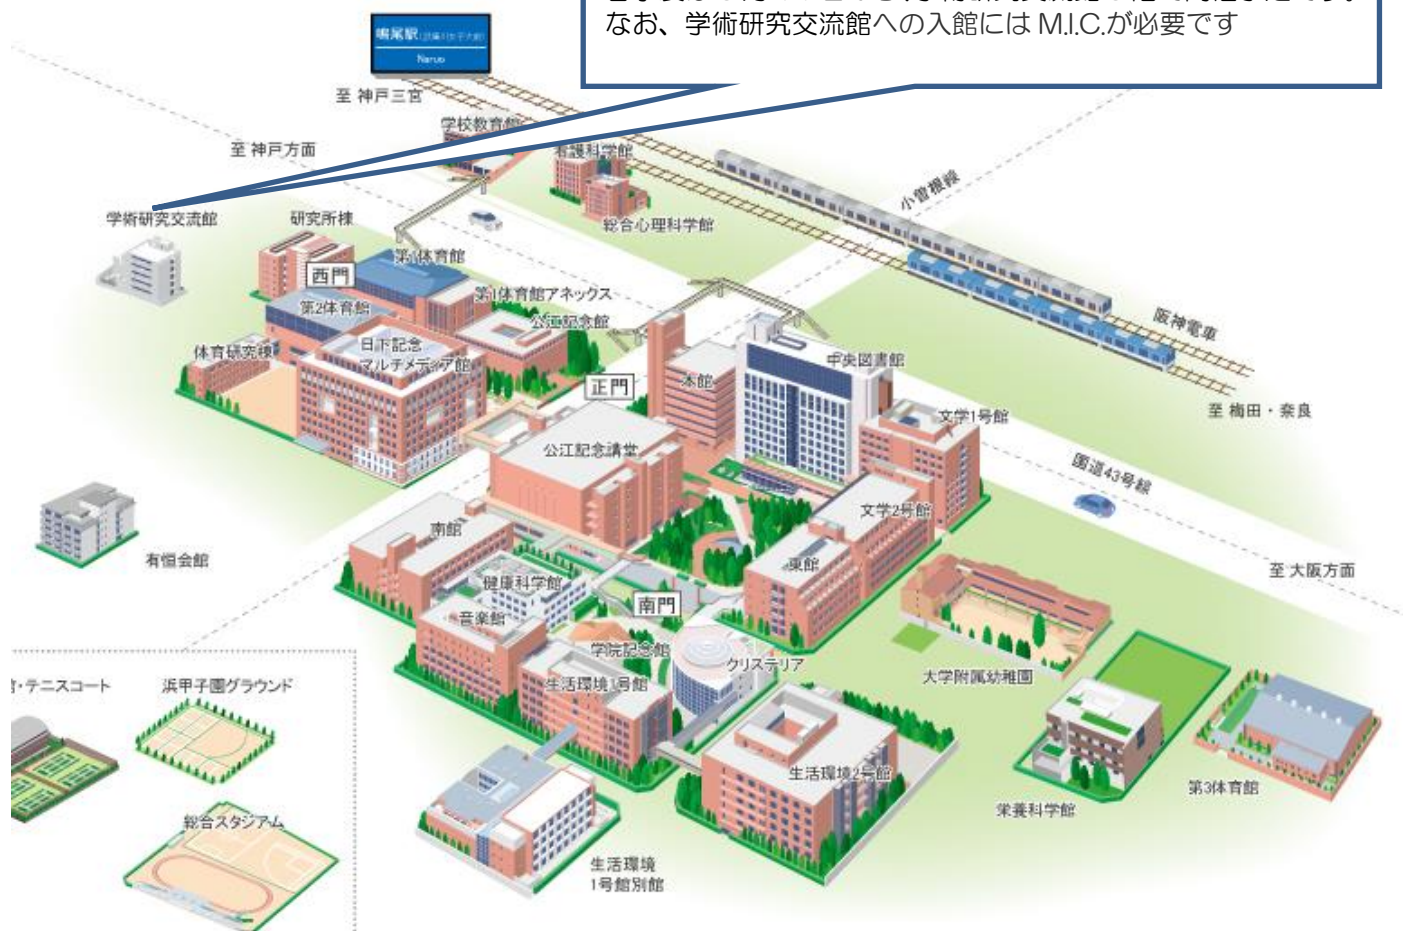 なお、学術研究交流館への入館には M.I.C.が必要です
鳴尾駅(武庫川女子大前)
Naruo
至 神戸三宮
学校教育館
至 神戸方面
看護科学館
小曽根線
学術研究交流館
研究所棟
総合心理科学館
第1体育館
西門
第1体育館アネックス
第2体育館
公江記念館
阪神電車
体育研究棟
日下記念
マルチメディア館
中央図書館
本館
正門
至 梅田・奈良
文学1号館
公江記念講堂
国道43号線
文学2号館
南館
有恒会館
東館
至 大阪方面
健康科学館
南門
音楽館
学院記念館
クリステリア
大学附属幼稚園
・テニスコート
浜甲子園グラウンド
生活環境1号館
生活環境2号館
第3体育館
栄養科学館
総合スタジアム
生活環境
1号館別館